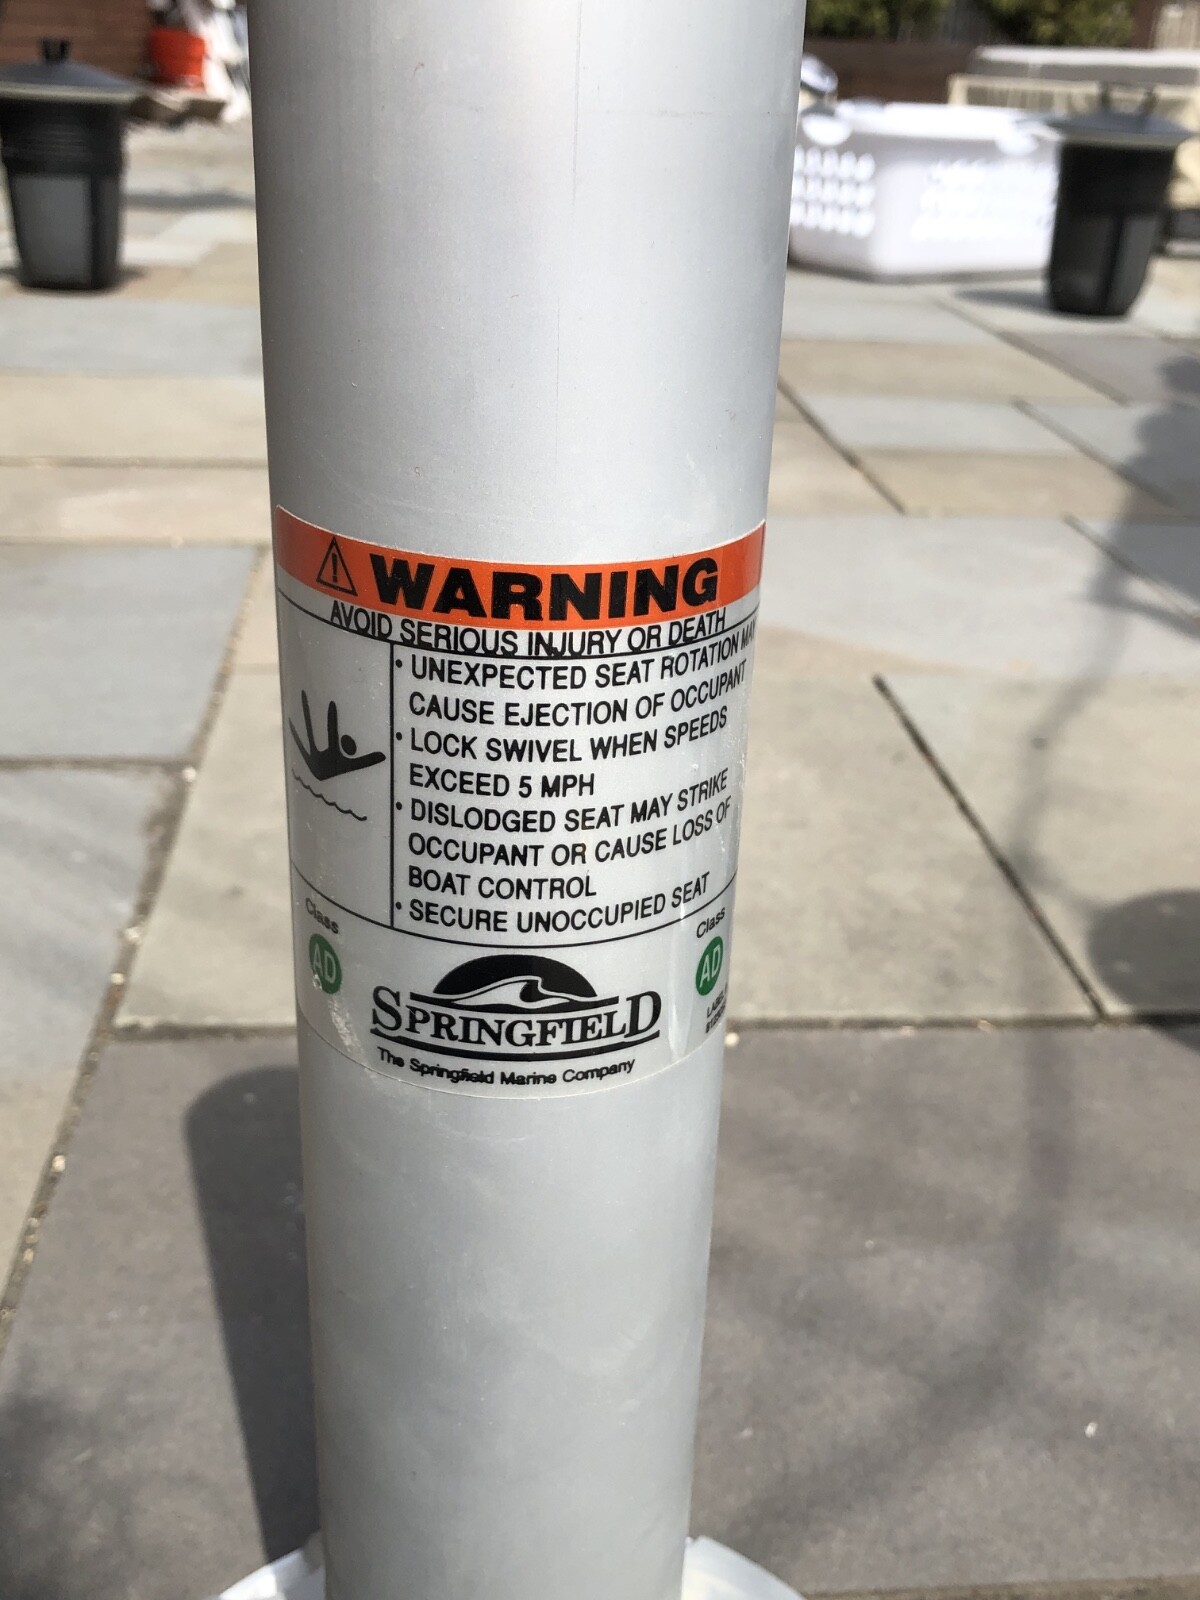 WARNING
AVOID SERIOUS INJURY OR DEATH
• UNEXPECTED SEAT ROTATION MAY
CAUSE EJECTION OF OCCUPANT
• LOCK SWIVEL WHEN SPEEDS
EXCEED 5 MPH
• DISLODGED SEAT MAY STRIKE
OCCUPANT OR CAUSE LOSS OF
BOAT CONTROL
• SECURE UNOCCUPIED SEAT
Class
AD
Class
AD
SPRINGFIELD
The Springfield Marine Company